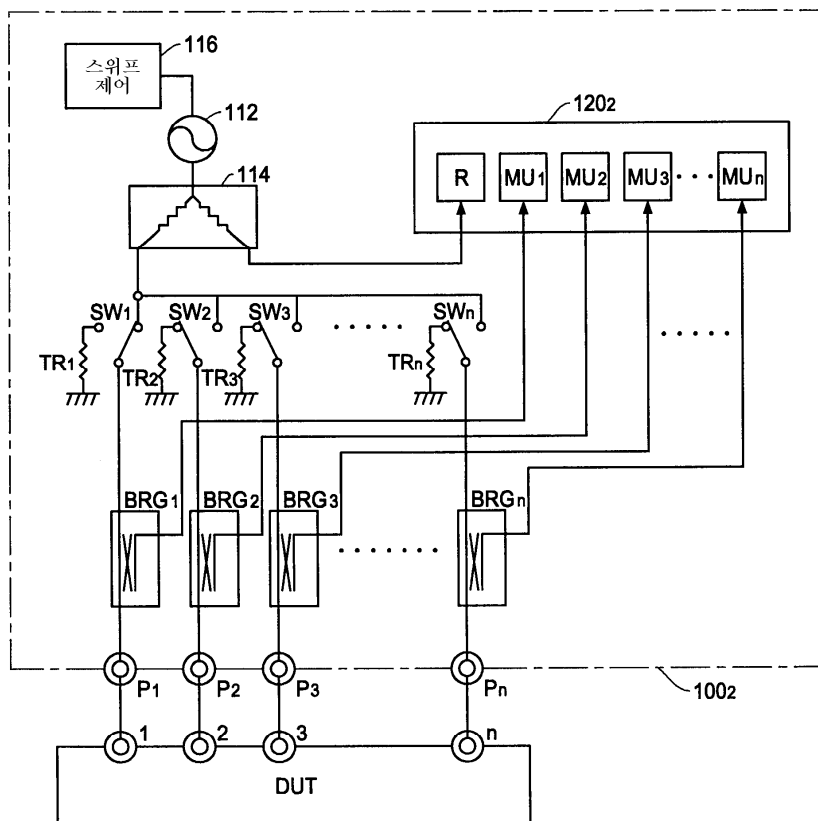 116
스위프
제어
112
114
120₂
R MU₁ MU₂ MU₃ MUₙ
SW₁ SW₂ SW₃ SWₙ
TR₁ TR₂ TR₃ TRₙ
BRG₁ BRG₂ BRG₃ BRGₙ
P₁ P₂ P₃ Pₙ
100₂
1 2 3 n
DUT